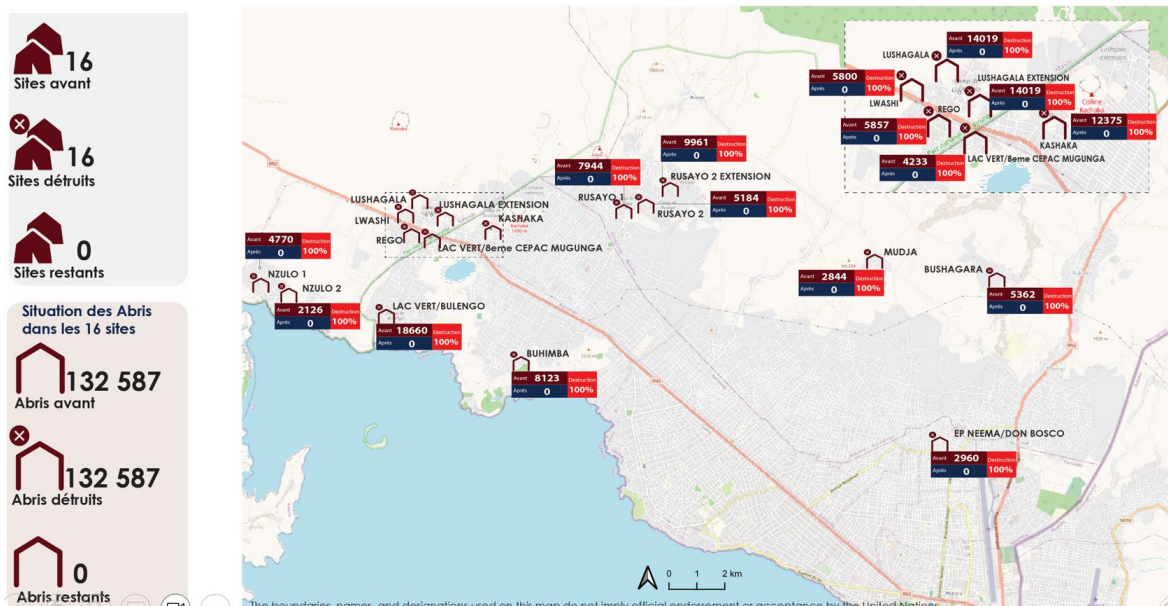 16
Sites avant
16
Sites détruits
0
Sites restants
Situation des Abris
dans les 16 sites
132 587
Abris avant
132 587
Abris détruits
0
Abris restants
LUSHAGALA
Avant 14019 Destruction
Après 0 100%
Lushagala
extension
LUSHAGALA EXTENSION
Avant 14019 Destruction
Après 0 100%
Avant 5800 Destruction
Après 0 100%
LWASHI
REGO
Avant 5857 Destruction
Après 0 100%
Colline
Kachaka
Avant 12375 Destruction
Après 0 100%
KASHAKA
LAC VERT/8eme CEPAC MUGUNGA
Avant 4233 Destruction
Après 0 100%
Avant 9961 Destruction
Après 0 100%
RUSAYO 2 EXTENSION
Avant 7944 Destruction
Après 0 100%
RUSAYO 1
RUSAYO 2
Avant 5184 Destruction
Après 0 100%
LUSHAGALA
LUSHAGALA EXTENSION
LWASHI
KASHAKA
REGO
LAC VERT/8eme CEPAC MUGUNGA
Avant 4770 Destruction
Après 0 100%
NZULO 1
NZULO 2
Avant 2126 Destruction
Après 0 100%
LAC VERT/BULENGO
Avant 18660 Destruction
Après 0 100%
MUDJA
Avant 2844 Destruction
Après 0 100%
BUSHAGARA
Avant 5362 Destruction
Après 0 100%
BUHIMBA
Avant 8123 Destruction
Après 0 100%
EP NEEMA/DON BOSCO
Avant 2960 Destruction
Après 0 100%
RN2
0 1 2 km
The boundaries, names, and designations used on this map do not imply official endorsement or acceptance by the United Nations